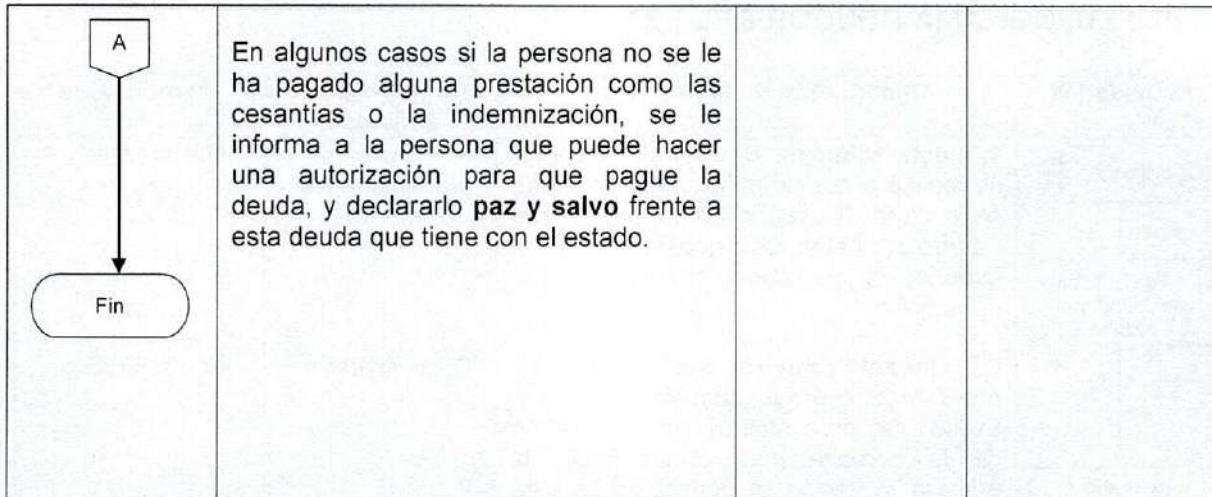 A
En algunos casos si la persona no se le
ha pagado alguna prestación como las
cesantías o la indemnización, se le
informa a la persona que puede hacer
una autorización para que pague la
deuda, y declararlo paz y salvo frente a
esta deuda que tiene con el estado.
Fin